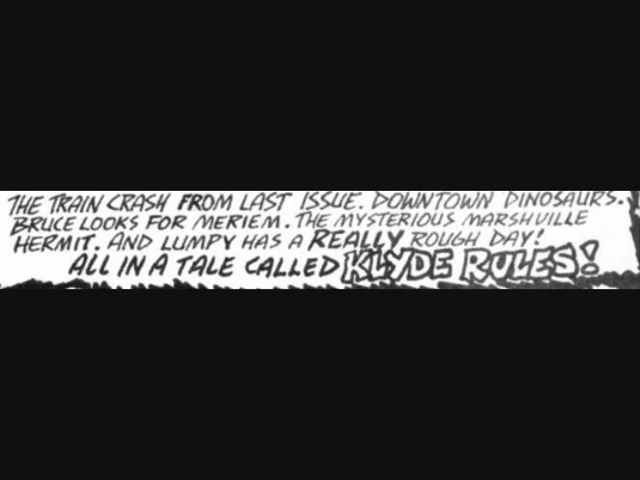 THE TRAIN CRASH FROM LAST ISSUE. DOWNTOWN DINOSAURS.
BRUCE LOOKS FOR MERIEM. THE MYSTERIOUS MARSHVILLE
HERMIT. AND LUMPY HAS A REALLY ROUGH DAY!
ALL IN A TALE CALLED KLYDE RULES!